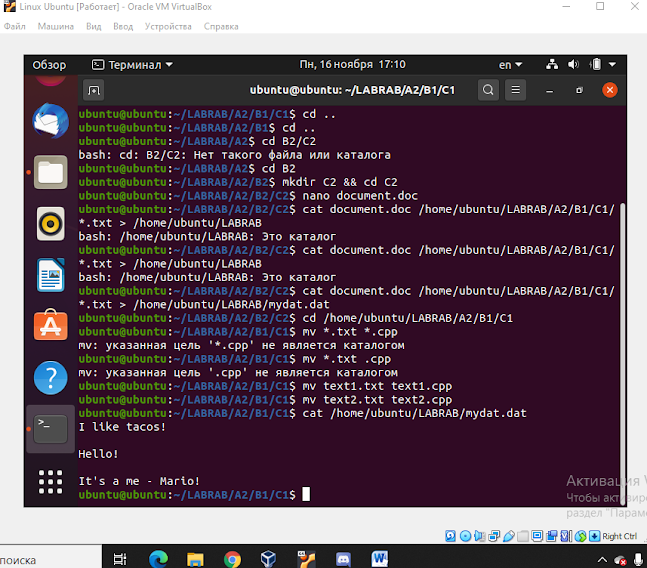 Linux Ubuntu [Работает] - Oracle VM VirtualBox
Файл Машина Вид Ввод Устройства Справка
Обзор Терминал Пн, 16 ноября 17:10 en
ubuntu@ubuntu: ~/LABRAB/A2/B1/C1
ubuntu@ubuntu:~/LABRAB/A2/B1/C1$ cd ..
ubuntu@ubuntu:~/LABRAB/A2/B1$ cd ..
ubuntu@ubuntu:~/LABRAB/A2$ cd B2/C2
bash: cd: B2/C2: Нет такого файла или каталога
ubuntu@ubuntu:~/LABRAB/A2$ cd B2
ubuntu@ubuntu:~/LABRAB/A2/B2$ mkdir C2 && cd C2
ubuntu@ubuntu:~/LABRAB/A2/B2/C2$ nano document.doc
ubuntu@ubuntu:~/LABRAB/A2/B2/C2$ cat document.doc /home/ubuntu/LABRAB/A2/B1/C1/
*.txt > /home/ubuntu/LABRAB
bash: /home/ubuntu/LABRAB: Это каталог
ubuntu@ubuntu:~/LABRAB/A2/B2/C2$ cat document.doc /home/ubuntu/LABRAB/A2/B1/C1/
*.txt > /home/ubuntu/LABRAB
bash: /home/ubuntu/LABRAB: Это каталог
ubuntu@ubuntu:~/LABRAB/A2/B2/C2$ cat document.doc /home/ubuntu/LABRAB/A2/B1/C1/
*.txt > /home/ubuntu/LABRAB/mydat.dat
ubuntu@ubuntu:~/LABRAB/A2/B2/C2$ cd /home/ubuntu/LABRAB/A2/B1/C1
ubuntu@ubuntu:~/LABRAB/A2/B1/C1$ mv *.txt *.cpp
mv: указанная цель '*.cpp' не является каталогом
ubuntu@ubuntu:~/LABRAB/A2/B1/C1$ mv *.txt .cpp
mv: указанная цель '.cpp' не является каталогом
ubuntu@ubuntu:~/LABRAB/A2/B1/C1$ mv text1.txt text1.cpp
ubuntu@ubuntu:~/LABRAB/A2/B1/C1$ mv text2.txt text2.cpp
ubuntu@ubuntu:~/LABRAB/A2/B1/C1$ cat /home/ubuntu/LABRAB/mydat.dat
I like tacos!
Hello!
It's a me - Mario!
ubuntu@ubuntu:~/LABRAB/A2/B1/C1$
Активация
Чтобы
раздел
Right Ctrl
поиска